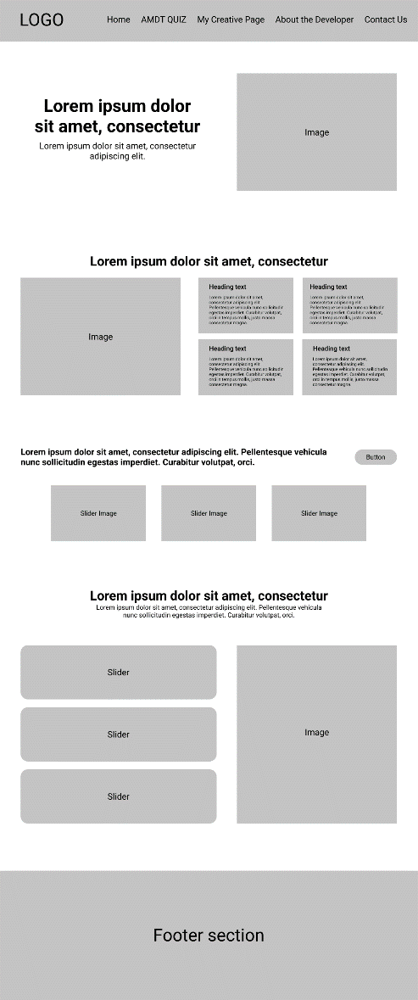 LOGO
Home
AMDT QUIZ
My Creative Page
About the Developer
Contact Us
Lorem ipsum dolor
sit amet, consectetur
Lorem ipsum dolor sit amet, consectetur
adipiscing elit.
Image
Lorem ipsum dolor sit amet, consectetur
Image
Heading text
Lorem ipsum dolor sit amet,
consectetur adipiscing elit.
Pellentesque vehicula nunc sollicitudin
egestas imperdiet. Curabitur volutpat,
orci in tempus mollis, justo massa
consectetur magna
Heading text
Lorem ipsum dolor sit amet,
consectetur adipiscing elit.
Pellentesque vehicula nunc sollicitudin
egestas imperdiet. Curabitur volutpat,
orci in tempus mollis, justo massa
consectetur magna
Heading text
Lorem ipsum dolor sit amet,
consectetur adipiscing elit.
Pellentesque vehicula nunc sollicitudin
egestas imperdiet. Curabitur volutpat,
orci in tempus mollis, justo massa
consectetur magna
Heading text
Lorem ipsum dolor sit amet,
consectetur adipiscing elit.
Pellentesque vehicula nunc sollicitudin
egestas imperdiet. Curabitur volutpat,
orci in tempus mollis, justo massa
consectetur magna
Lorem ipsum dolor sit amet, consectetur adipiscing elit. Pellentesque vehicula
nunc sollicitudin egestas imperdiet. Curabitur volutpat, orci.
Button
Slider Image
Slider Image
Slider Image
Lorem ipsum dolor sit amet, consectetur
Lorem ipsum dolor sit amet, consectetur adipiscing elit. Pellentesque vehicula
nunc sollicitudin egestas imperdiet. Curabitur volutpat, orci.
Slider
Slider
Slider
Image
Footer section